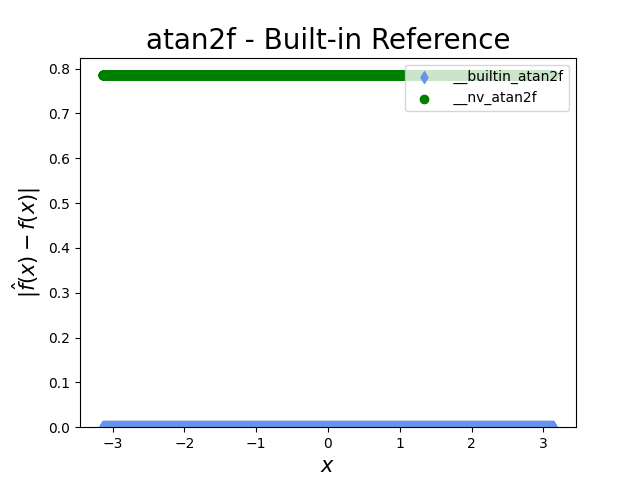 atan2f - Built-in Reference
|f̂(x) − f(x)|
0.8
0.7
0.6
0.5
0.4
0.3
0.2
0.1
0.0
__builtin_atan2f
__nv_atan2f
−3 −2 −1 0 1 2 3
x